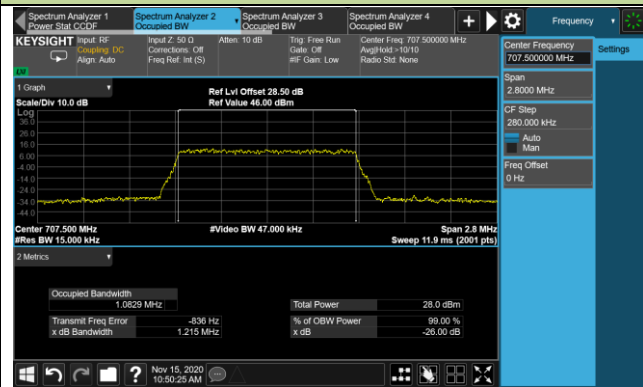 Spectrum Analyzer 1
Power Stat CCDF
Spectrum Analyzer 2
Occupied BW
Spectrum Analyzer 3
Occupied BW
Spectrum Analyzer 4
Occupied BW
Frequency
KEYSIGHT
Input: RF
Coupling: DC
Align: Auto
Input Z: 50 Ω
Corrections: Off
Freq Ref: Int (S)
Atten: 10 dB
Trig: Free Run
Gate: Off
#IF Gain: Low
Center Freq: 707.500000 MHz
Avg|Hold:>10/10
Radio Std: None
Center Frequency
707.500000 MHz
Settings
Span
2.8000 MHz
CF Step
280.000 kHz
Auto
Man
Freq Offset
0 Hz
1 Graph
Scale/Div 10.0 dB
Ref Lvl Offset 28.50 dB
Ref Value 46.00 dBm
Log
36.0
26.0
16.0
6.00
-4.00
-14.0
-24.0
-34.0
-44.0
Center 707.500 MHz
#Res BW 15.000 kHz
#Video BW 47.000 kHz
Span 2.8 MHz
Sweep 11.9 ms (2001 pts)
2 Metrics
Occupied Bandwidth
1.0829 MHz
Total Power 28.0 dBm
Transmit Freq Error -836 Hz
% of OBW Power 99.00 %
x dB Bandwidth 1.215 MHz
x dB -26.00 dB
Nov 15, 2020
10:50:25 AM